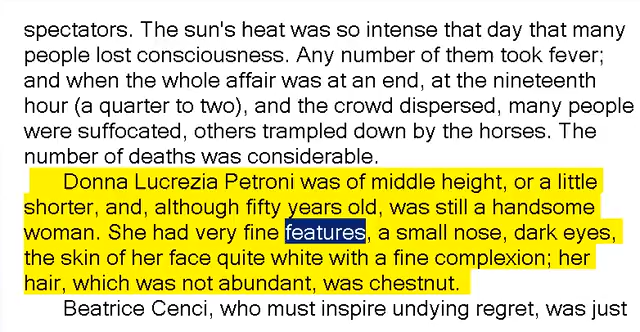 spectators. The sun's heat was so intense that day that many
people lost consciousness. Any number of them took fever;
and when the whole affair was at an end, at the nineteenth
hour (a quarter to two), and the crowd dispersed, many people
were suffocated, others trampled down by the horses. The
number of deaths was considerable.
Donna Lucrezia Petroni was of middle height, or a little
shorter, and, although fifty years old, was still a handsome
woman. She had very fine features, a small nose, dark eyes,
the skin of her face quite white with a fine complexion; her
hair, which was not abundant, was chestnut.
Beatrice Cenci, who must inspire undying regret, was just